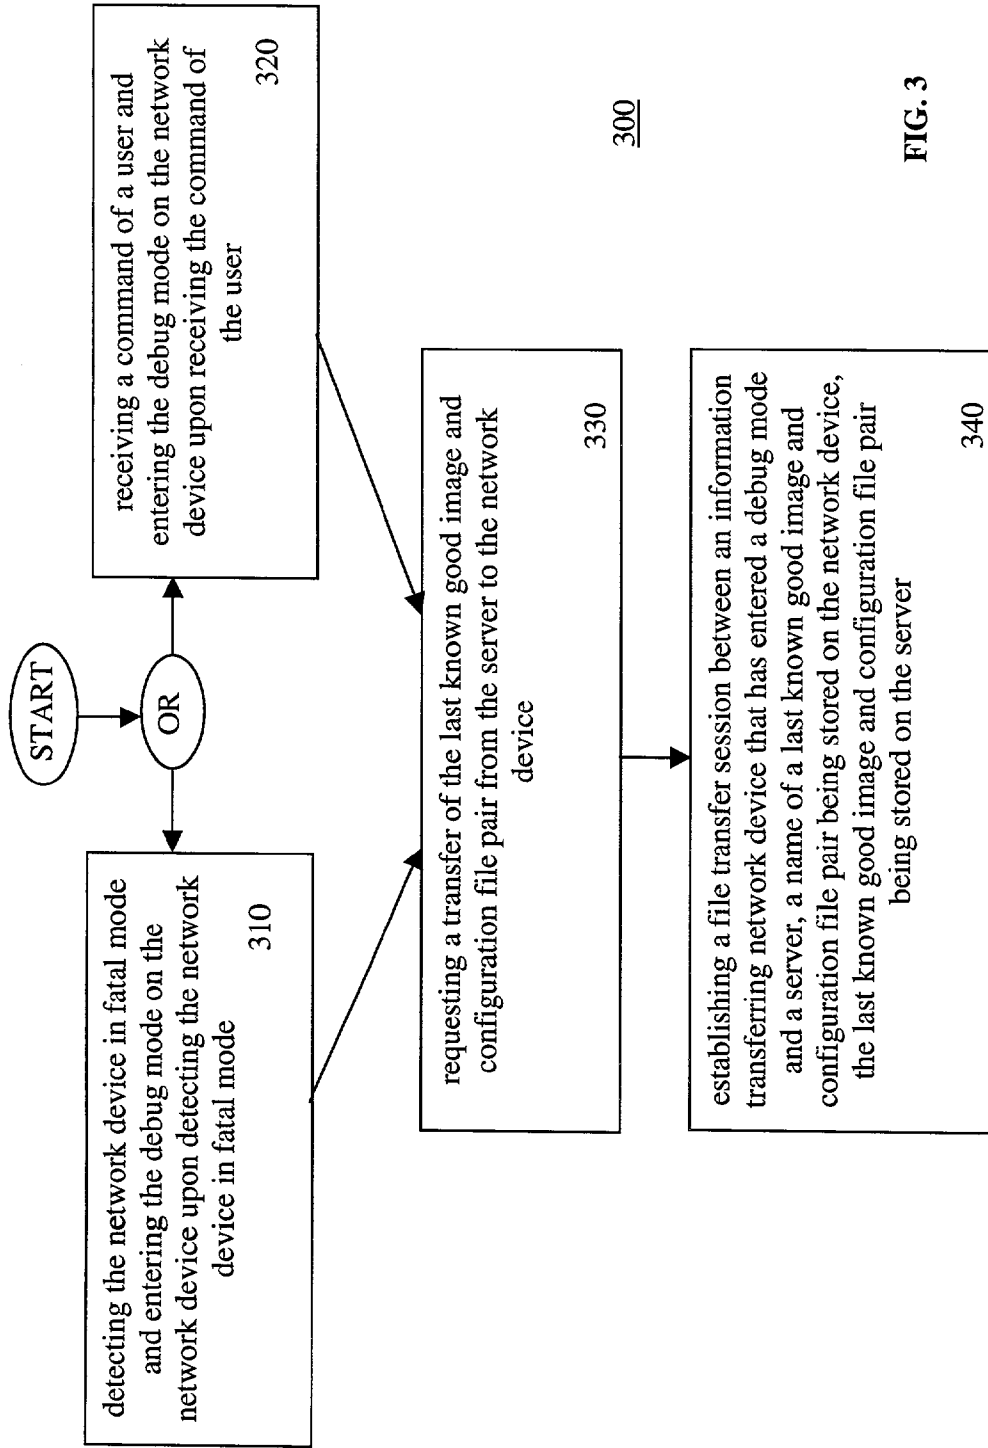 START
OR
detecting the network device in fatal mode
and entering the debug mode on the
network device upon detecting the network
device in fatal mode
310
receiving a command of a user and
entering the debug mode on the network
device upon receiving the command of
the user
320
requesting a transfer of the last known good image and
configuration file pair from the server to the network
device
330
300
establishing a file transfer session between an information
transferring network device that has entered a debug mode
and a server, a name of a last known good image and
configuration file pair being stored on the network device,
the last known good image and configuration file pair
being stored on the server
340
FIG. 3